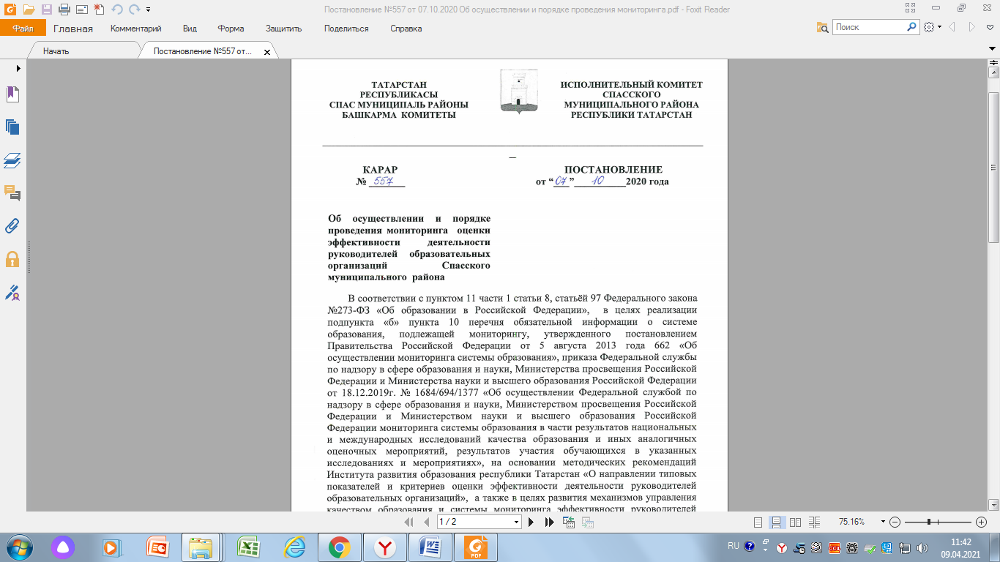 Постановление №557 от 07.10.2020 Об осуществлении и порядке проведения мониторинга.pdf - Foxit Reader
Файл Главная Комментарий Вид Форма Защитить Поделиться Справка Поиск
Начать Постановление №557 от...
ТАТАРСТАН
РЕСПУБЛИКАСЫ
СПАС МУНИЦИПАЛЬ РАЙОНЫ
БАШКАРМА КОМИТЕТЫ
ИСПОЛНИТЕЛЬНЫЙ КОМИТЕТ
СПАССКОГО
МУНИЦИПАЛЬНОГО РАЙОНА
РЕСПУБЛИКИ ТАТАРСТАН
КАРАР
№ 557
ПОСТАНОВЛЕНИЕ
от “07” 10 2020 года
Об осуществлении и порядке
проведения мониторинга оценки
эффективности деятельности
руководителей образовательных
организаций Спасского
муниципального района
В соответствии с пунктом 11 части 1 статьи 8, статьёй 97 Федерального закона
№273-ФЗ «Об образовании в Российской Федерации», в целях реализации
подпункта «б» пункта 10 перечня обязательной информации о системе
образования, подлежащей мониторингу, утвержденного постановлением
Правительства Российской Федерации от 5 августа 2013 года 662 «Об
осуществлении мониторинга системы образования», приказа Федеральной службы
по надзору в сфере образования и науки, Министерства просвещения Российской
Федерации и Министерства науки и высшего образования Российской Федерации
от 18.12.2019г. № 1684/694/1377 «Об осуществлении Федеральной службой по
надзору в сфере образования и науки, Министерством просвещения Российской
Федерации и Министерством науки и высшего образования Российской
Федерации мониторинга системы образования в части результатов национальных
и международных исследований качества образования и иных аналогичных
оценочных мероприятий, результатов участия обучающихся в указанных
исследованиях и мероприятиях», на основании методических рекомендаций
Института развития образования республики Татарстан «О направлении типовых
показателей и критериев оценки эффективности деятельности руководителей
образовательных организаций», а также в целях развития механизмов управления
качеством образования и системы мониторинга эффективности руководителей
1 / 2 75.16%
RU 11:42
09.04.2021
PDF